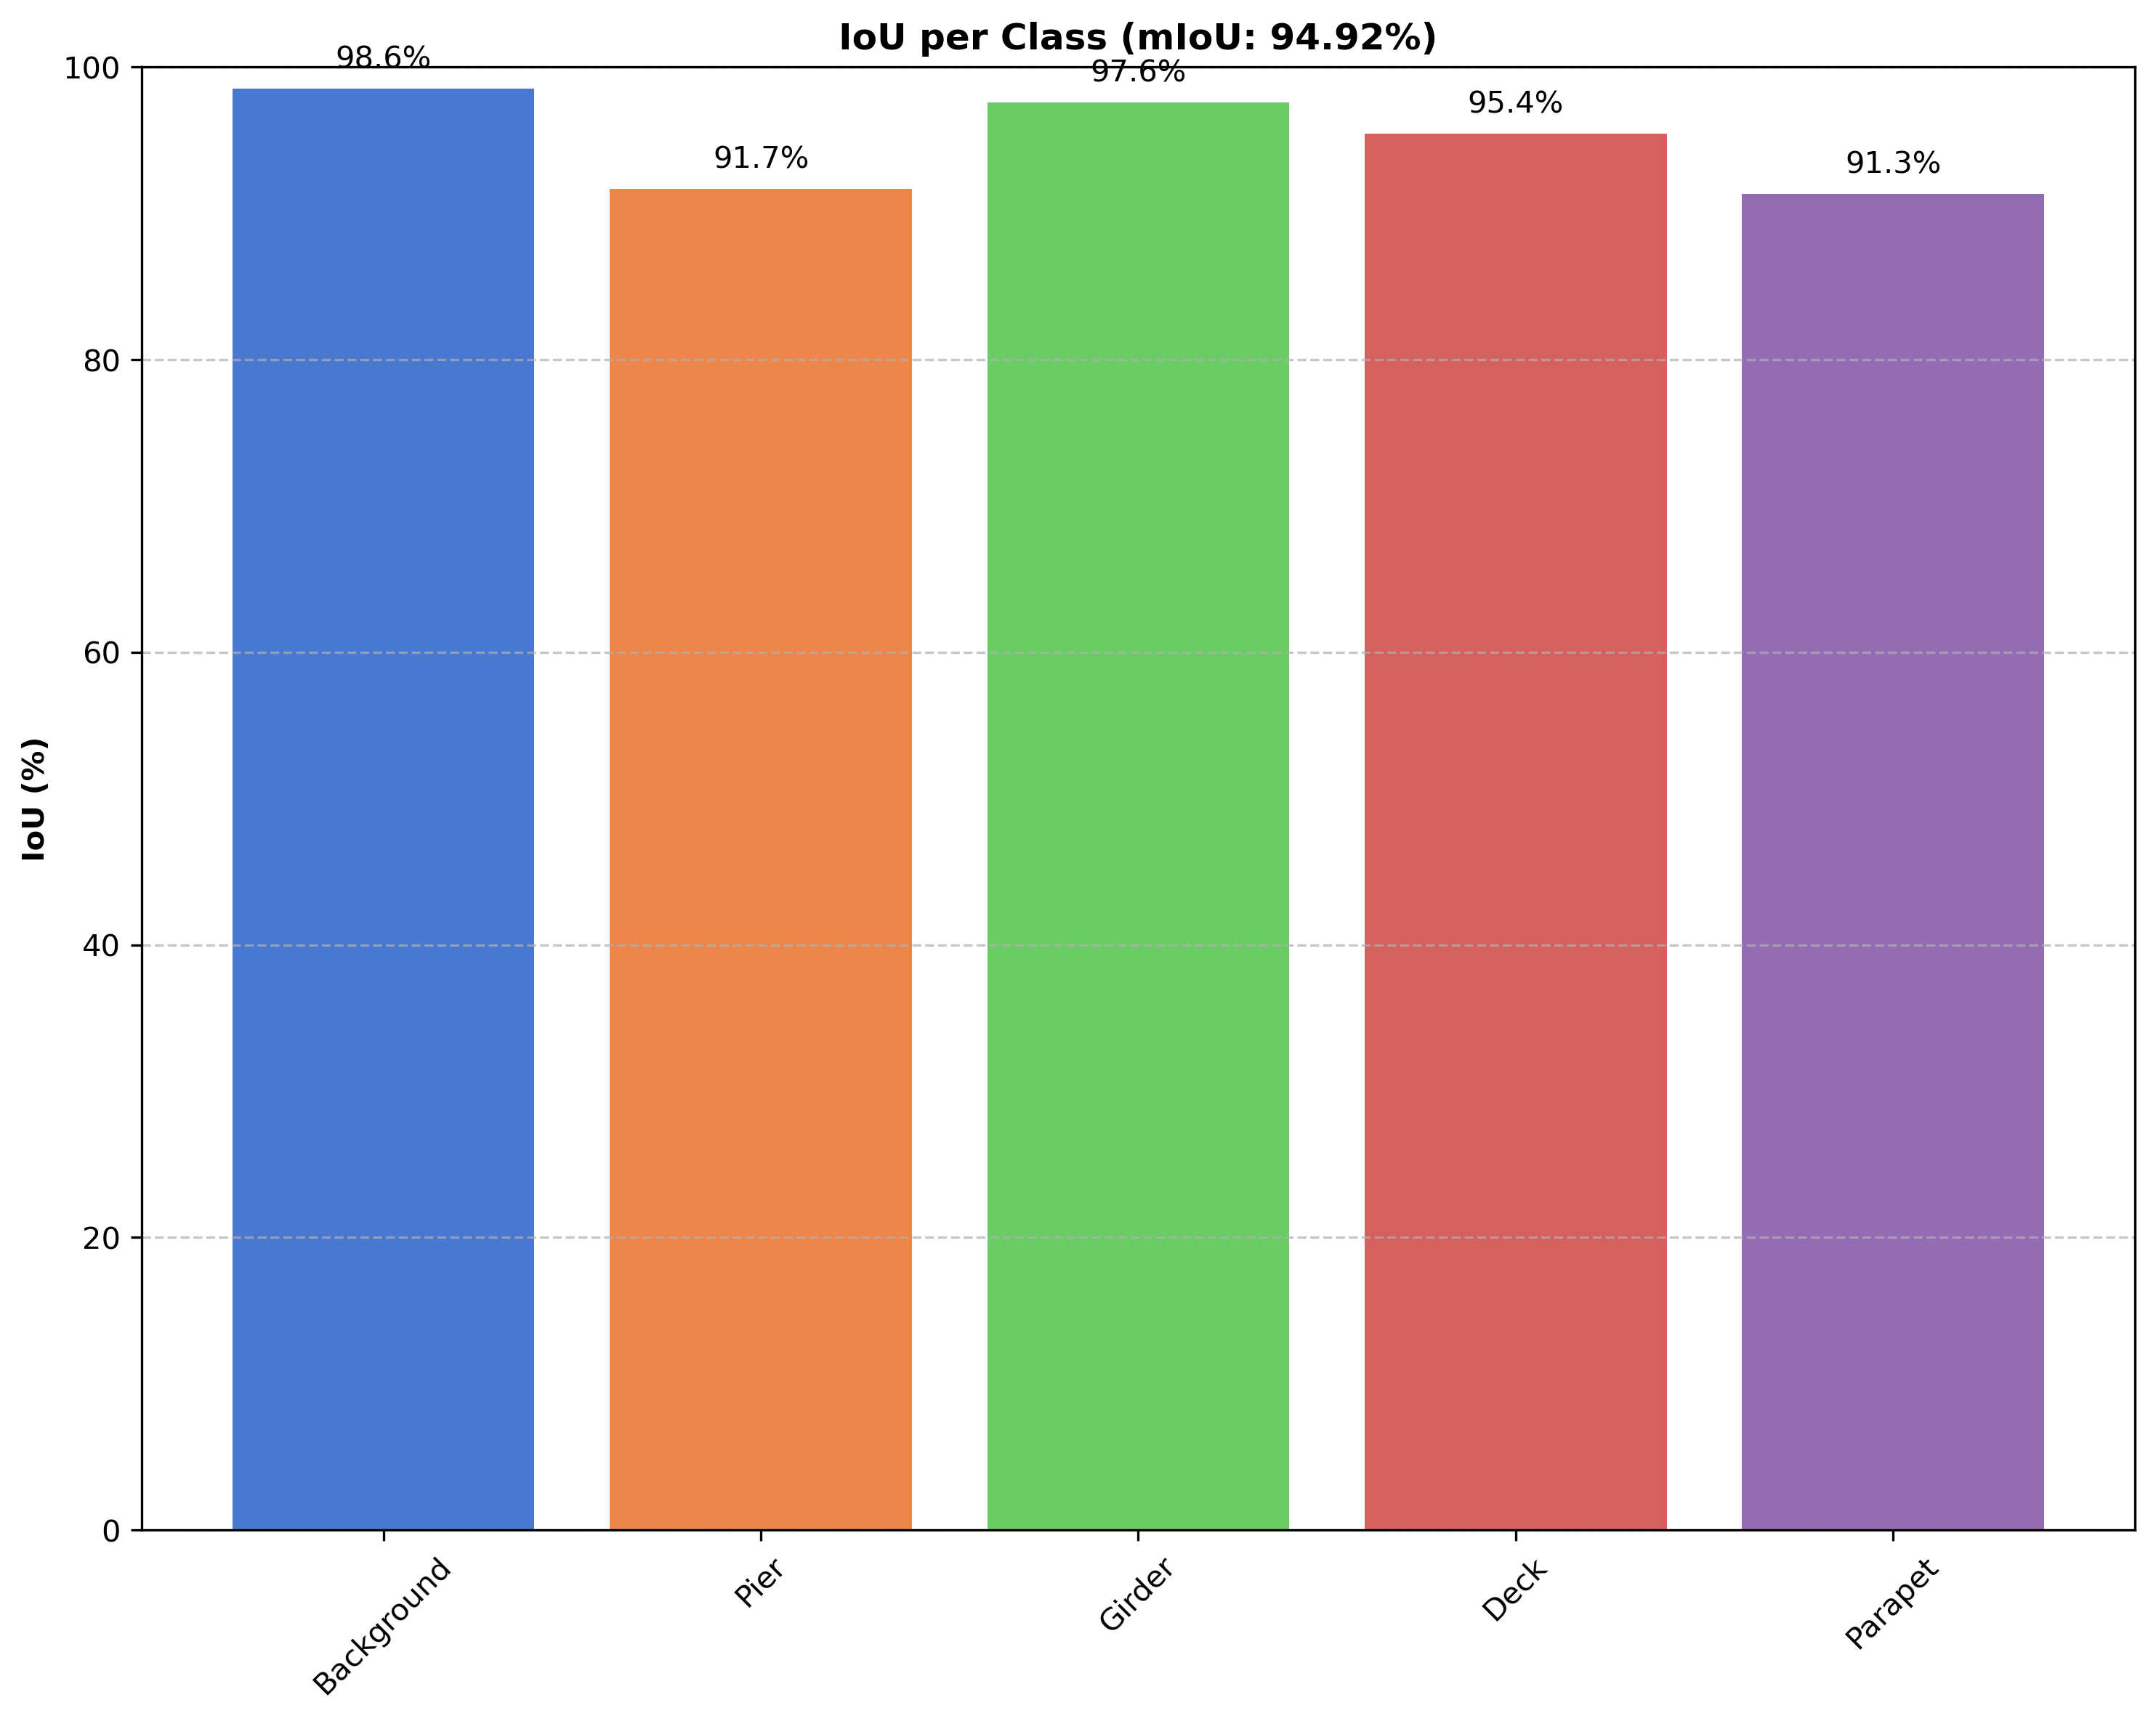 IoU per Class (mIoU: 94.92%)
98.6%
97.6%
95.4%
91.7%
91.3%
100
80
60
40
20
0
IoU (%)
Background
Pier
Girder
Deck
Parapet